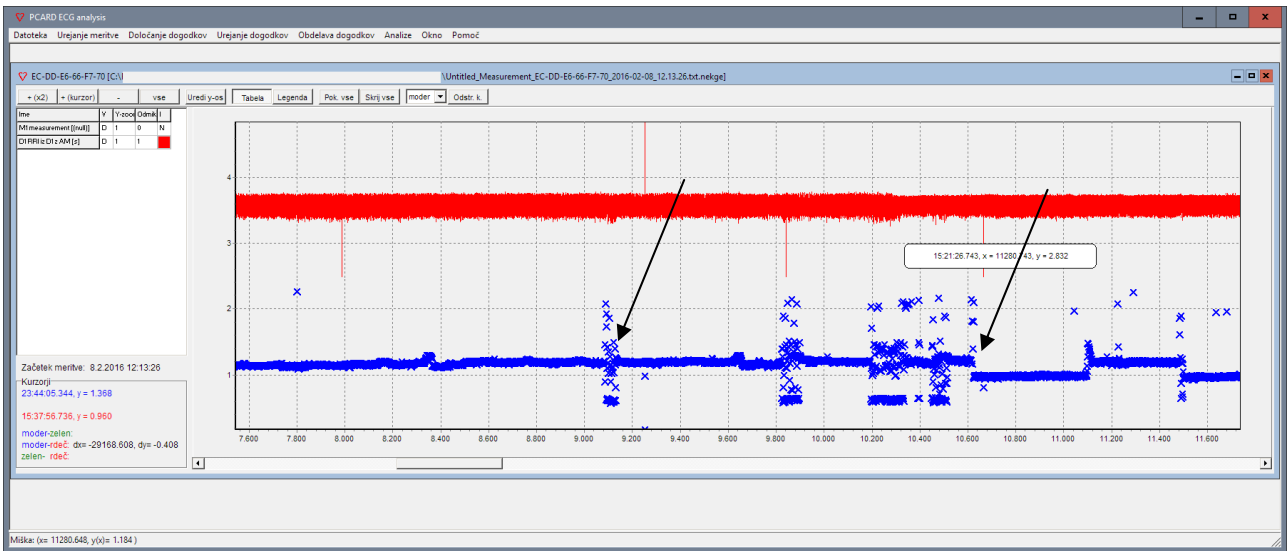 PCARD ECG analysis
Datoteka Urejanje meritve Določanje dogodkov Urejanje dogodkov Obdelava dogodkov Analize Okno Pomoč
EC-DD-E6-66-F7-70 [C:\ \Untitled_Measurement_EC-DD-E6-66-F7-70_2016-02-08_12.13.26.txt.nekge]
+ (x2) + (kurzor) - vse Uredi y-os Tabela Legenda Pok. vse Skrij vse moder Odstr. k.
Ime Y Y-zoo Odmik I
M1 measurement [(null)] D 1 0 N
D1 RRI iz D1 z AM [s] D 1 1
4
3
15:21:26.743, x = 11280.743, y = 2.832
2
1
7.600 7.800 8.000 8.200 8.400 8.600 8.800 9.000 9.200 9.400 9.600 9.800 10.000 10.200 10.400 10.600 10.800 11.000 11.200 11.400 11.600
Začetek meritve: 8.2.2016 12:13:26
Kurzorji
23:44:05.344, y = 1.368
15:37:56.736, y = 0.960
moder-zelen:
moder-rdeč: dx= -29168.608, dy= -0.408
zelen- rdeč:
Miška: (x= 11280.648, y(x)= 1.184 )